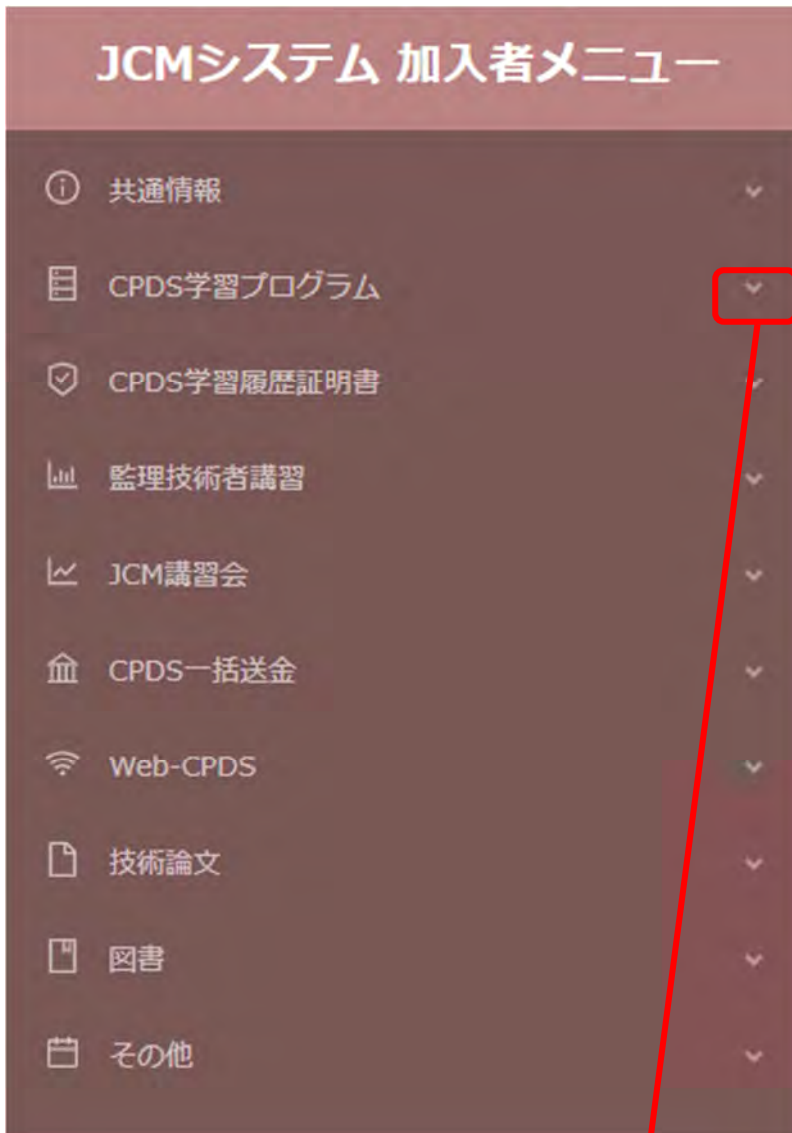 JCMシステム 加入者メニュー
共通情報
CPDS学習プログラム
CPDS学習履歴証明書
監理技術者講習
JCM講習会
CPDS一括送金
Web-CPDS
技術論文
図書
その他